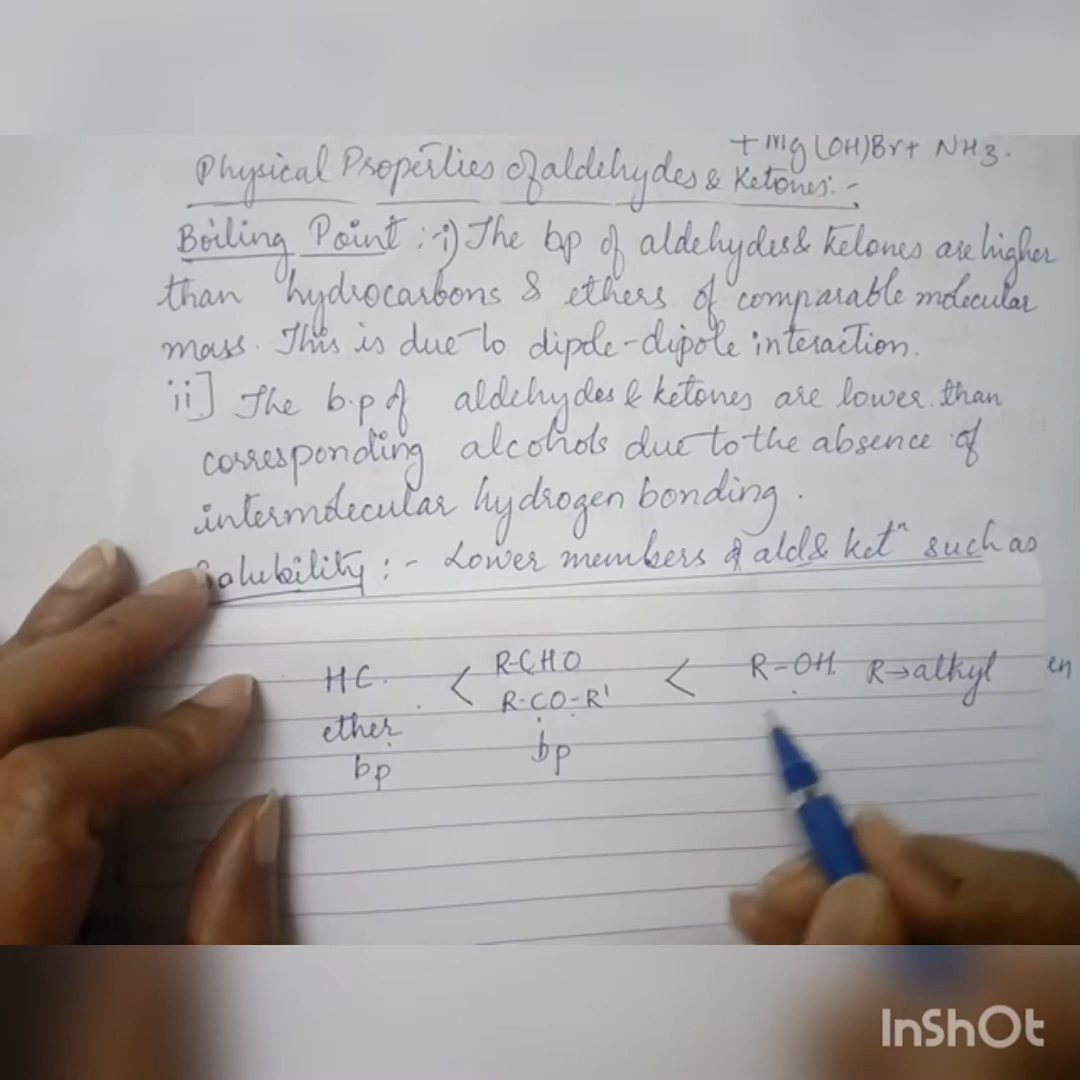 + Mg(OH)Br + NH3.
Physical Properties of aldehydes & Ketones:-
Boiling Point :- i) The bp of aldehydes & Ketones are higher
than hydrocarbons & ethers of comparable molecular
mass. This is due to dipole-dipole interaction.
ii] The b.p of aldehydes & ketones are lower than
corresponding alcohols due to the absence of
intermolecular hydrogen bonding.
Solubility :- Lower members of ald & ketⁿ such as
HC. < R-CHO < R-OH. R→alkyl en
ether R-CO-R'
bp bp
InShOt